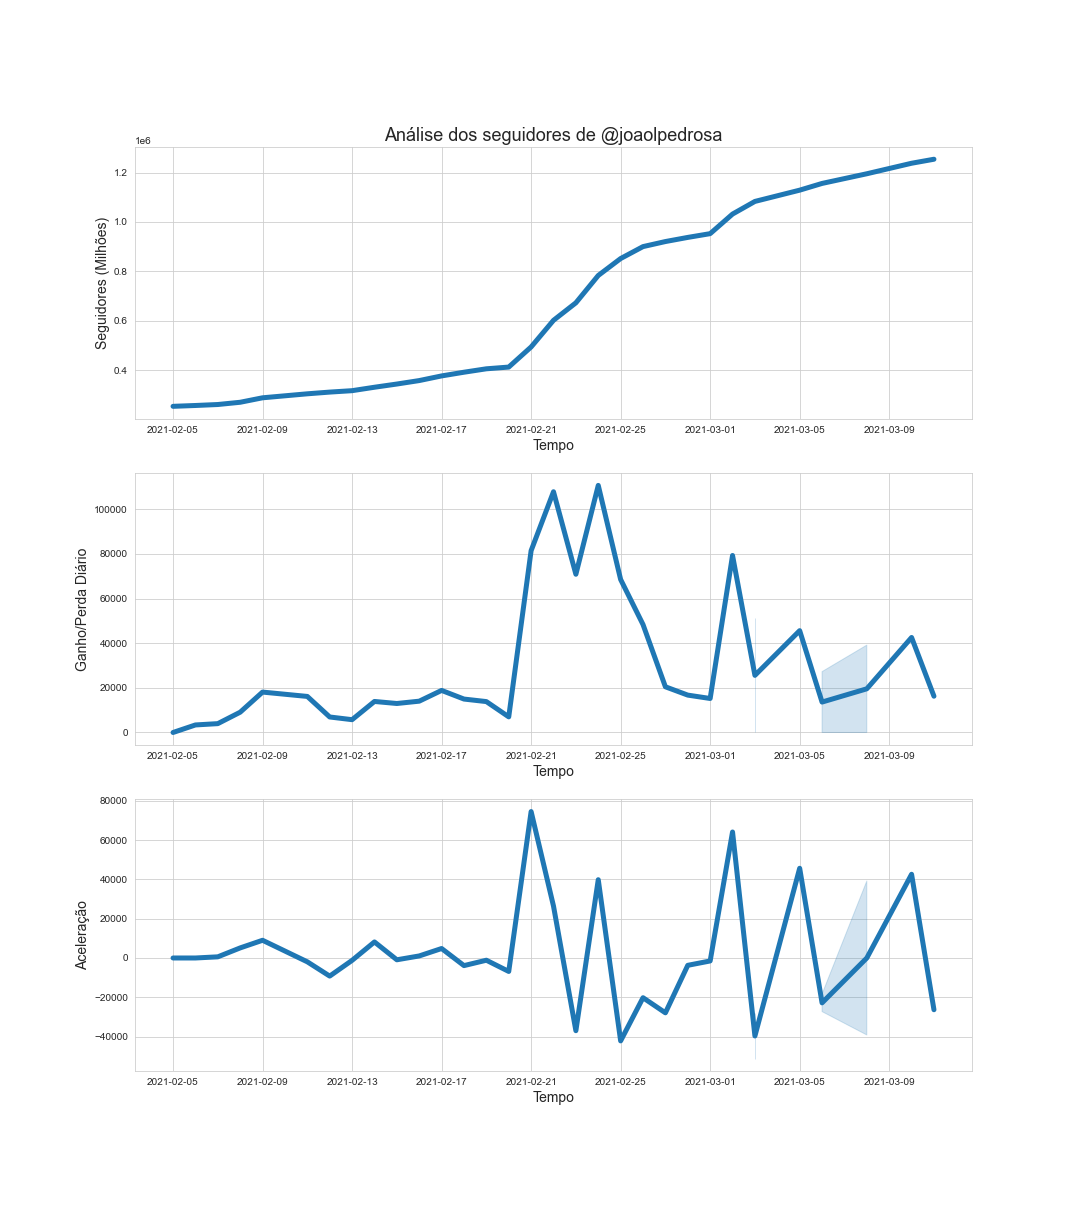 Análise dos seguidores de @joaolpedrosa
1e6
1.2
1.0
0.8
0.6
0.4
Seguidores (Milhões)
2021-02-05 2021-02-09 2021-02-13 2021-02-17 2021-02-21 2021-02-25 2021-03-01 2021-03-05 2021-03-09
Tempo
100000
80000
60000
40000
20000
0
Ganho/Perda Diário
2021-02-05 2021-02-09 2021-02-13 2021-02-17 2021-02-21 2021-02-25 2021-03-01 2021-03-05 2021-03-09
Tempo
80000
60000
40000
20000
0
−20000
−40000
Aceleração
2021-02-05 2021-02-09 2021-02-13 2021-02-17 2021-02-21 2021-02-25 2021-03-01 2021-03-05 2021-03-09
Tempo